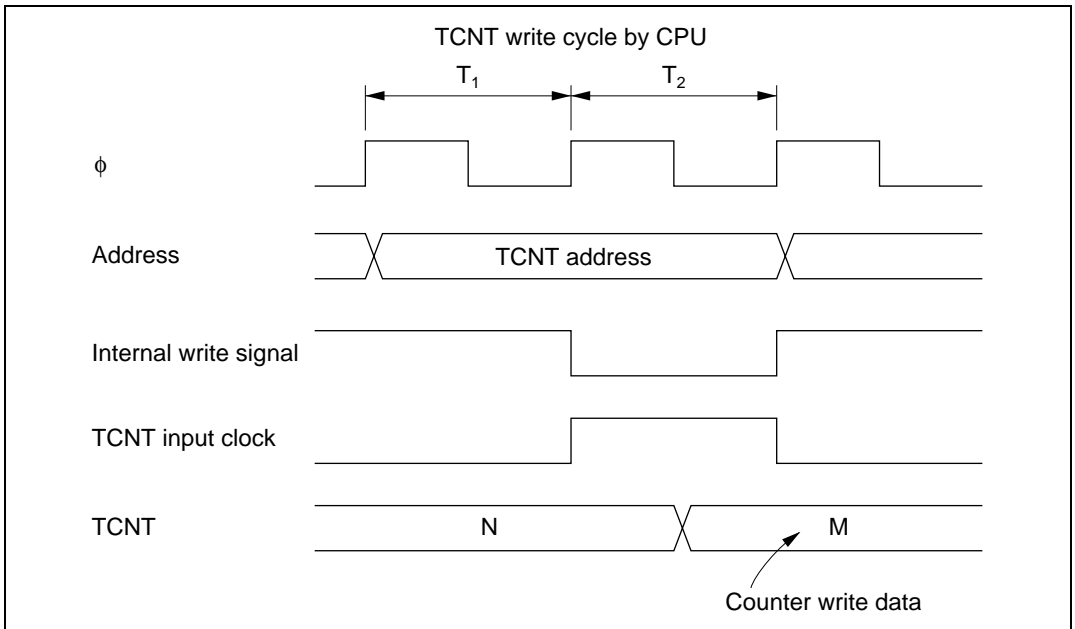 TCNT write cycle by CPU
T1 T2
ϕ
Address TCNT address
Internal write signal
TCNT input clock
TCNT N M
Counter write data